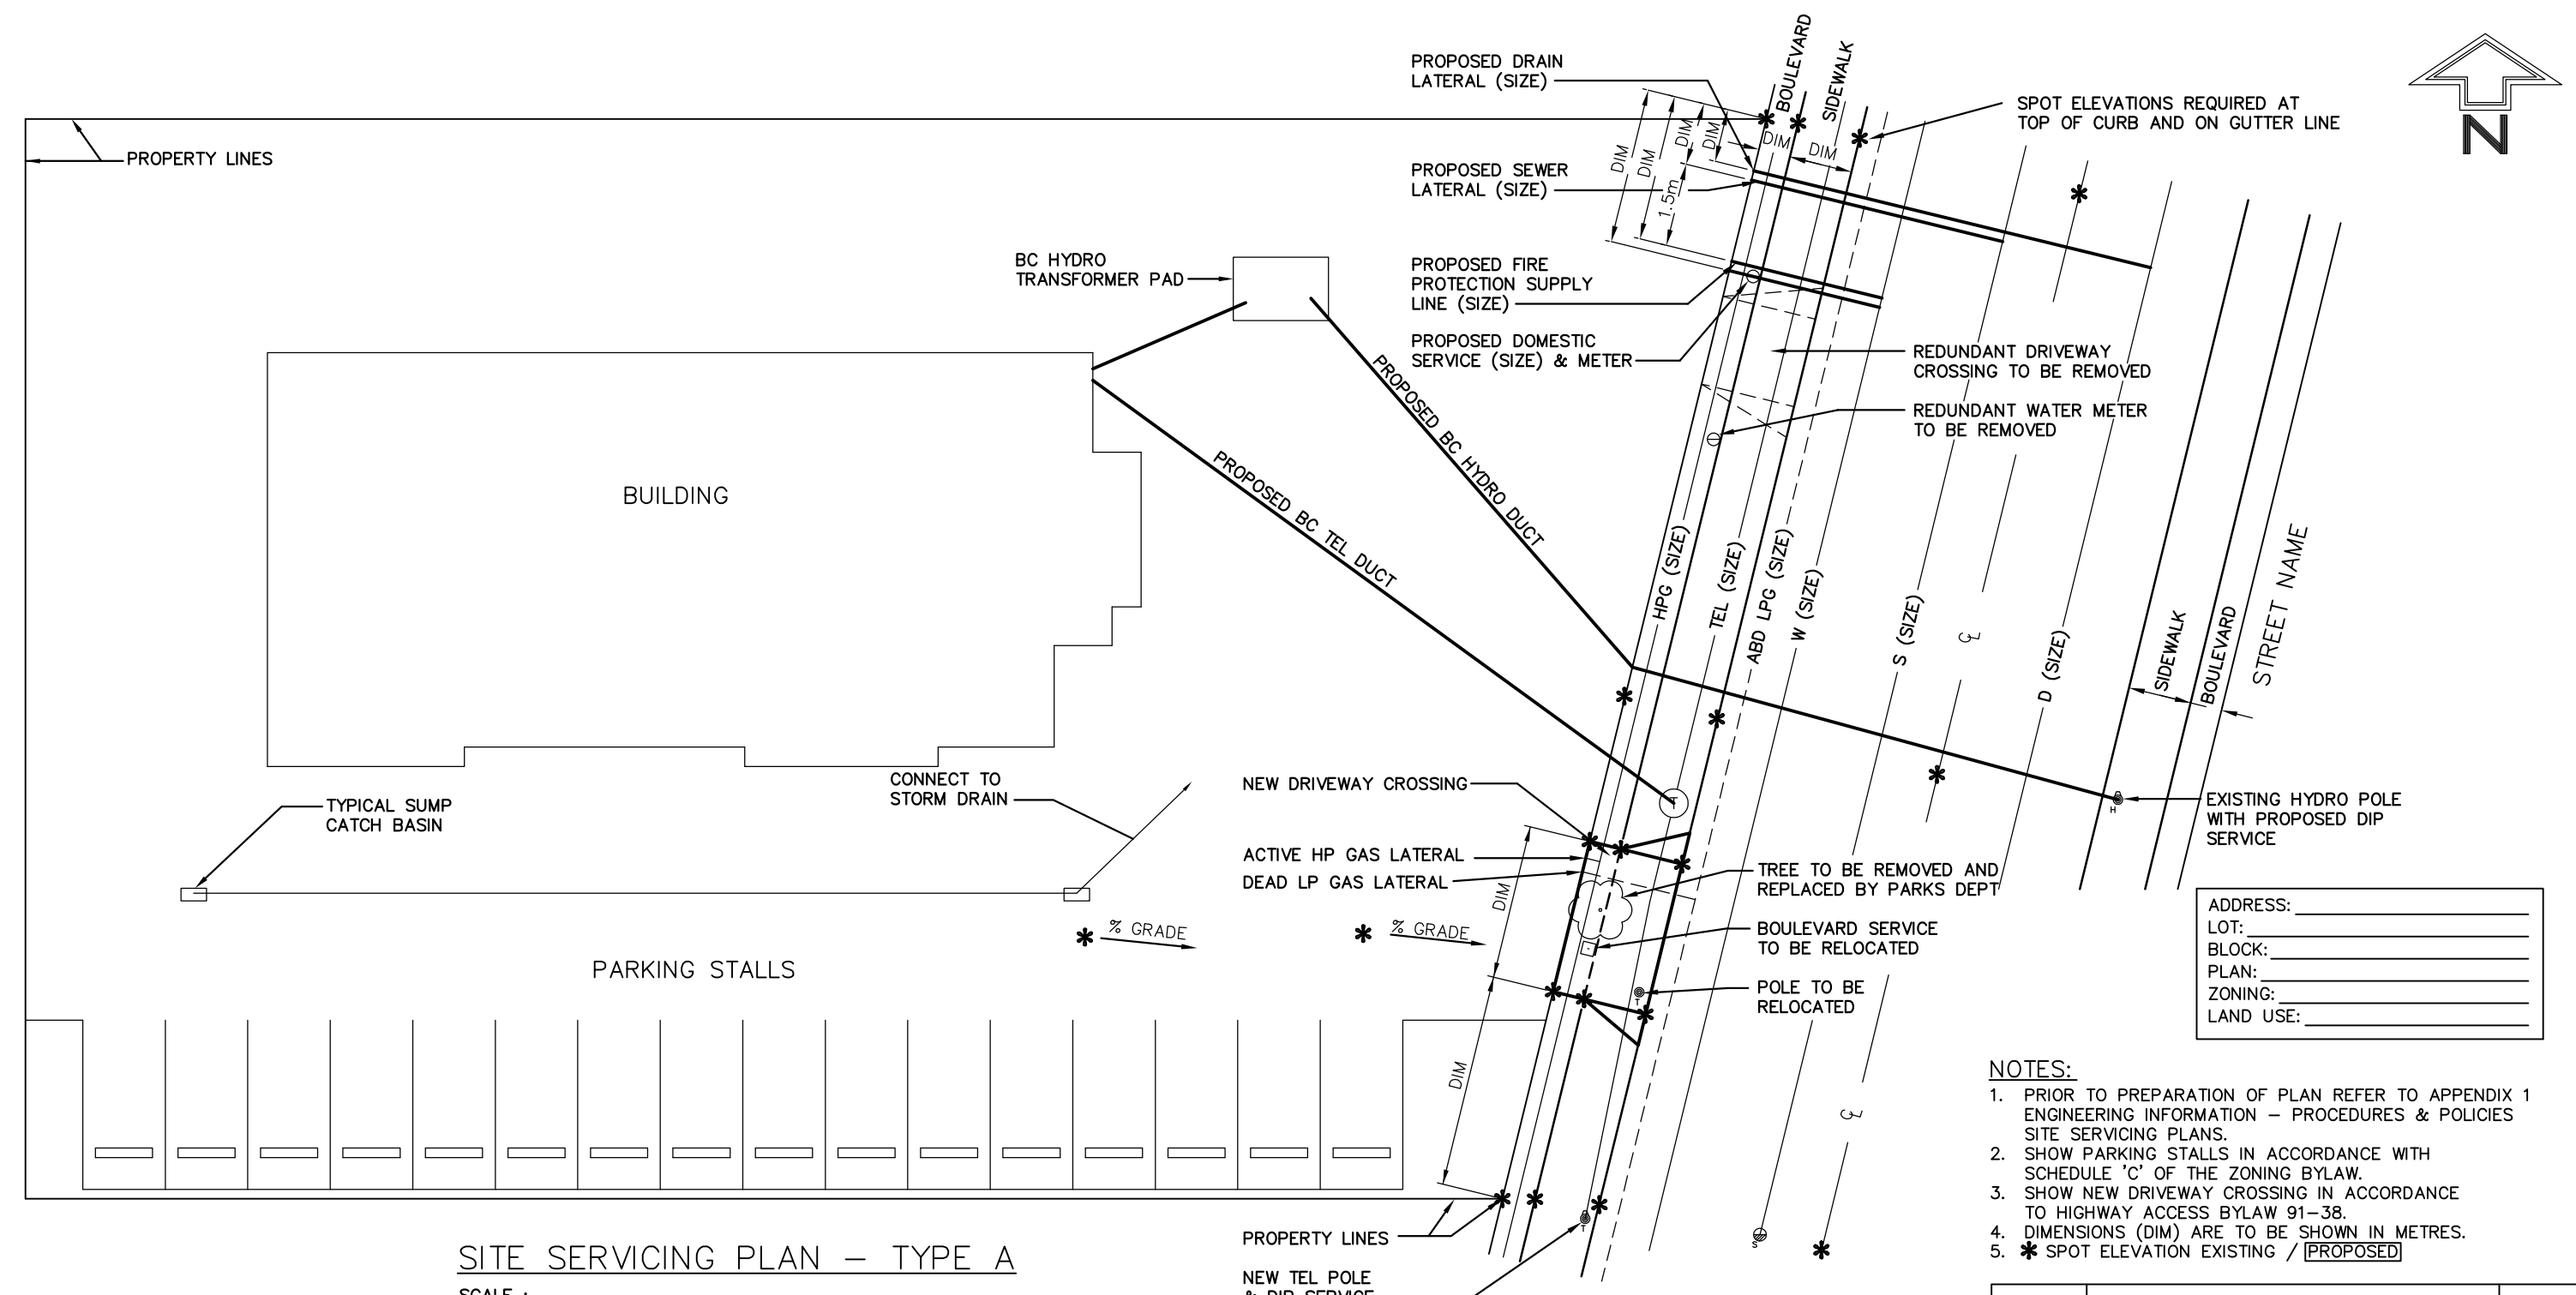 BOULEVARD
SIDEWALK
PROPOSED DRAIN
LATERAL (SIZE)
SPOT ELEVATIONS REQUIRED AT
TOP OF CURB AND ON GUTTER LINE
N
PROPERTY LINES
DIM
DIM
DIM
DIM
DIM
DIM
1.5m
PROPOSED SEWER
LATERAL (SIZE)
BC HYDRO
TRANSFORMER PAD
PROPOSED FIRE
PROTECTION SUPPLY
LINE (SIZE)
PROPOSED DOMESTIC
SERVICE (SIZE) & METER
REDUNDANT DRIVEWAY
CROSSING TO BE REMOVED
REDUNDANT WATER METER
TO BE REMOVED
PROPOSED BC HYDRO DUCT
PROPOSED BC TEL DUCT
BUILDING
HPG (SIZE)
TEL (SIZE)
ABD LPG (SIZE)
W (SIZE)
S (SIZE)
CL
D (SIZE)
SIDEWALK
BOULEVARD
STREET NAME
CONNECT TO
STORM DRAIN
TYPICAL SUMP
CATCH BASIN
NEW DRIVEWAY CROSSING
T
H
EXISTING HYDRO POLE
WITH PROPOSED DIP
SERVICE
ACTIVE HP GAS LATERAL
DEAD LP GAS LATERAL
DIM
TREE TO BE REMOVED AND
REPLACED BY PARKS DEPT
BOULEVARD SERVICE
TO BE RELOCATED
% GRADE
% GRADE
PARKING STALLS
T
POLE TO BE
RELOCATED
DIM
CL
ADDRESS:
LOT:
BLOCK:
PLAN:
ZONING:
LAND USE:
NOTES:
1. PRIOR TO PREPARATION OF PLAN REFER TO APPENDIX 1
ENGINEERING INFORMATION – PROCEDURES & POLICIES
SITE SERVICING PLANS.
2. SHOW PARKING STALLS IN ACCORDANCE WITH
SCHEDULE 'C' OF THE ZONING BYLAW.
3. SHOW NEW DRIVEWAY CROSSING IN ACCORDANCE
TO HIGHWAY ACCESS BYLAW 91–38.
4. DIMENSIONS (DIM) ARE TO BE SHOWN IN METRES.
5. ✱ SPOT ELEVATION EXISTING / PROPOSED
T
S
PROPERTY LINES
SITE SERVICING PLAN – TYPE A
SCALE :
NEW TEL POLE
& DIP SERVICE